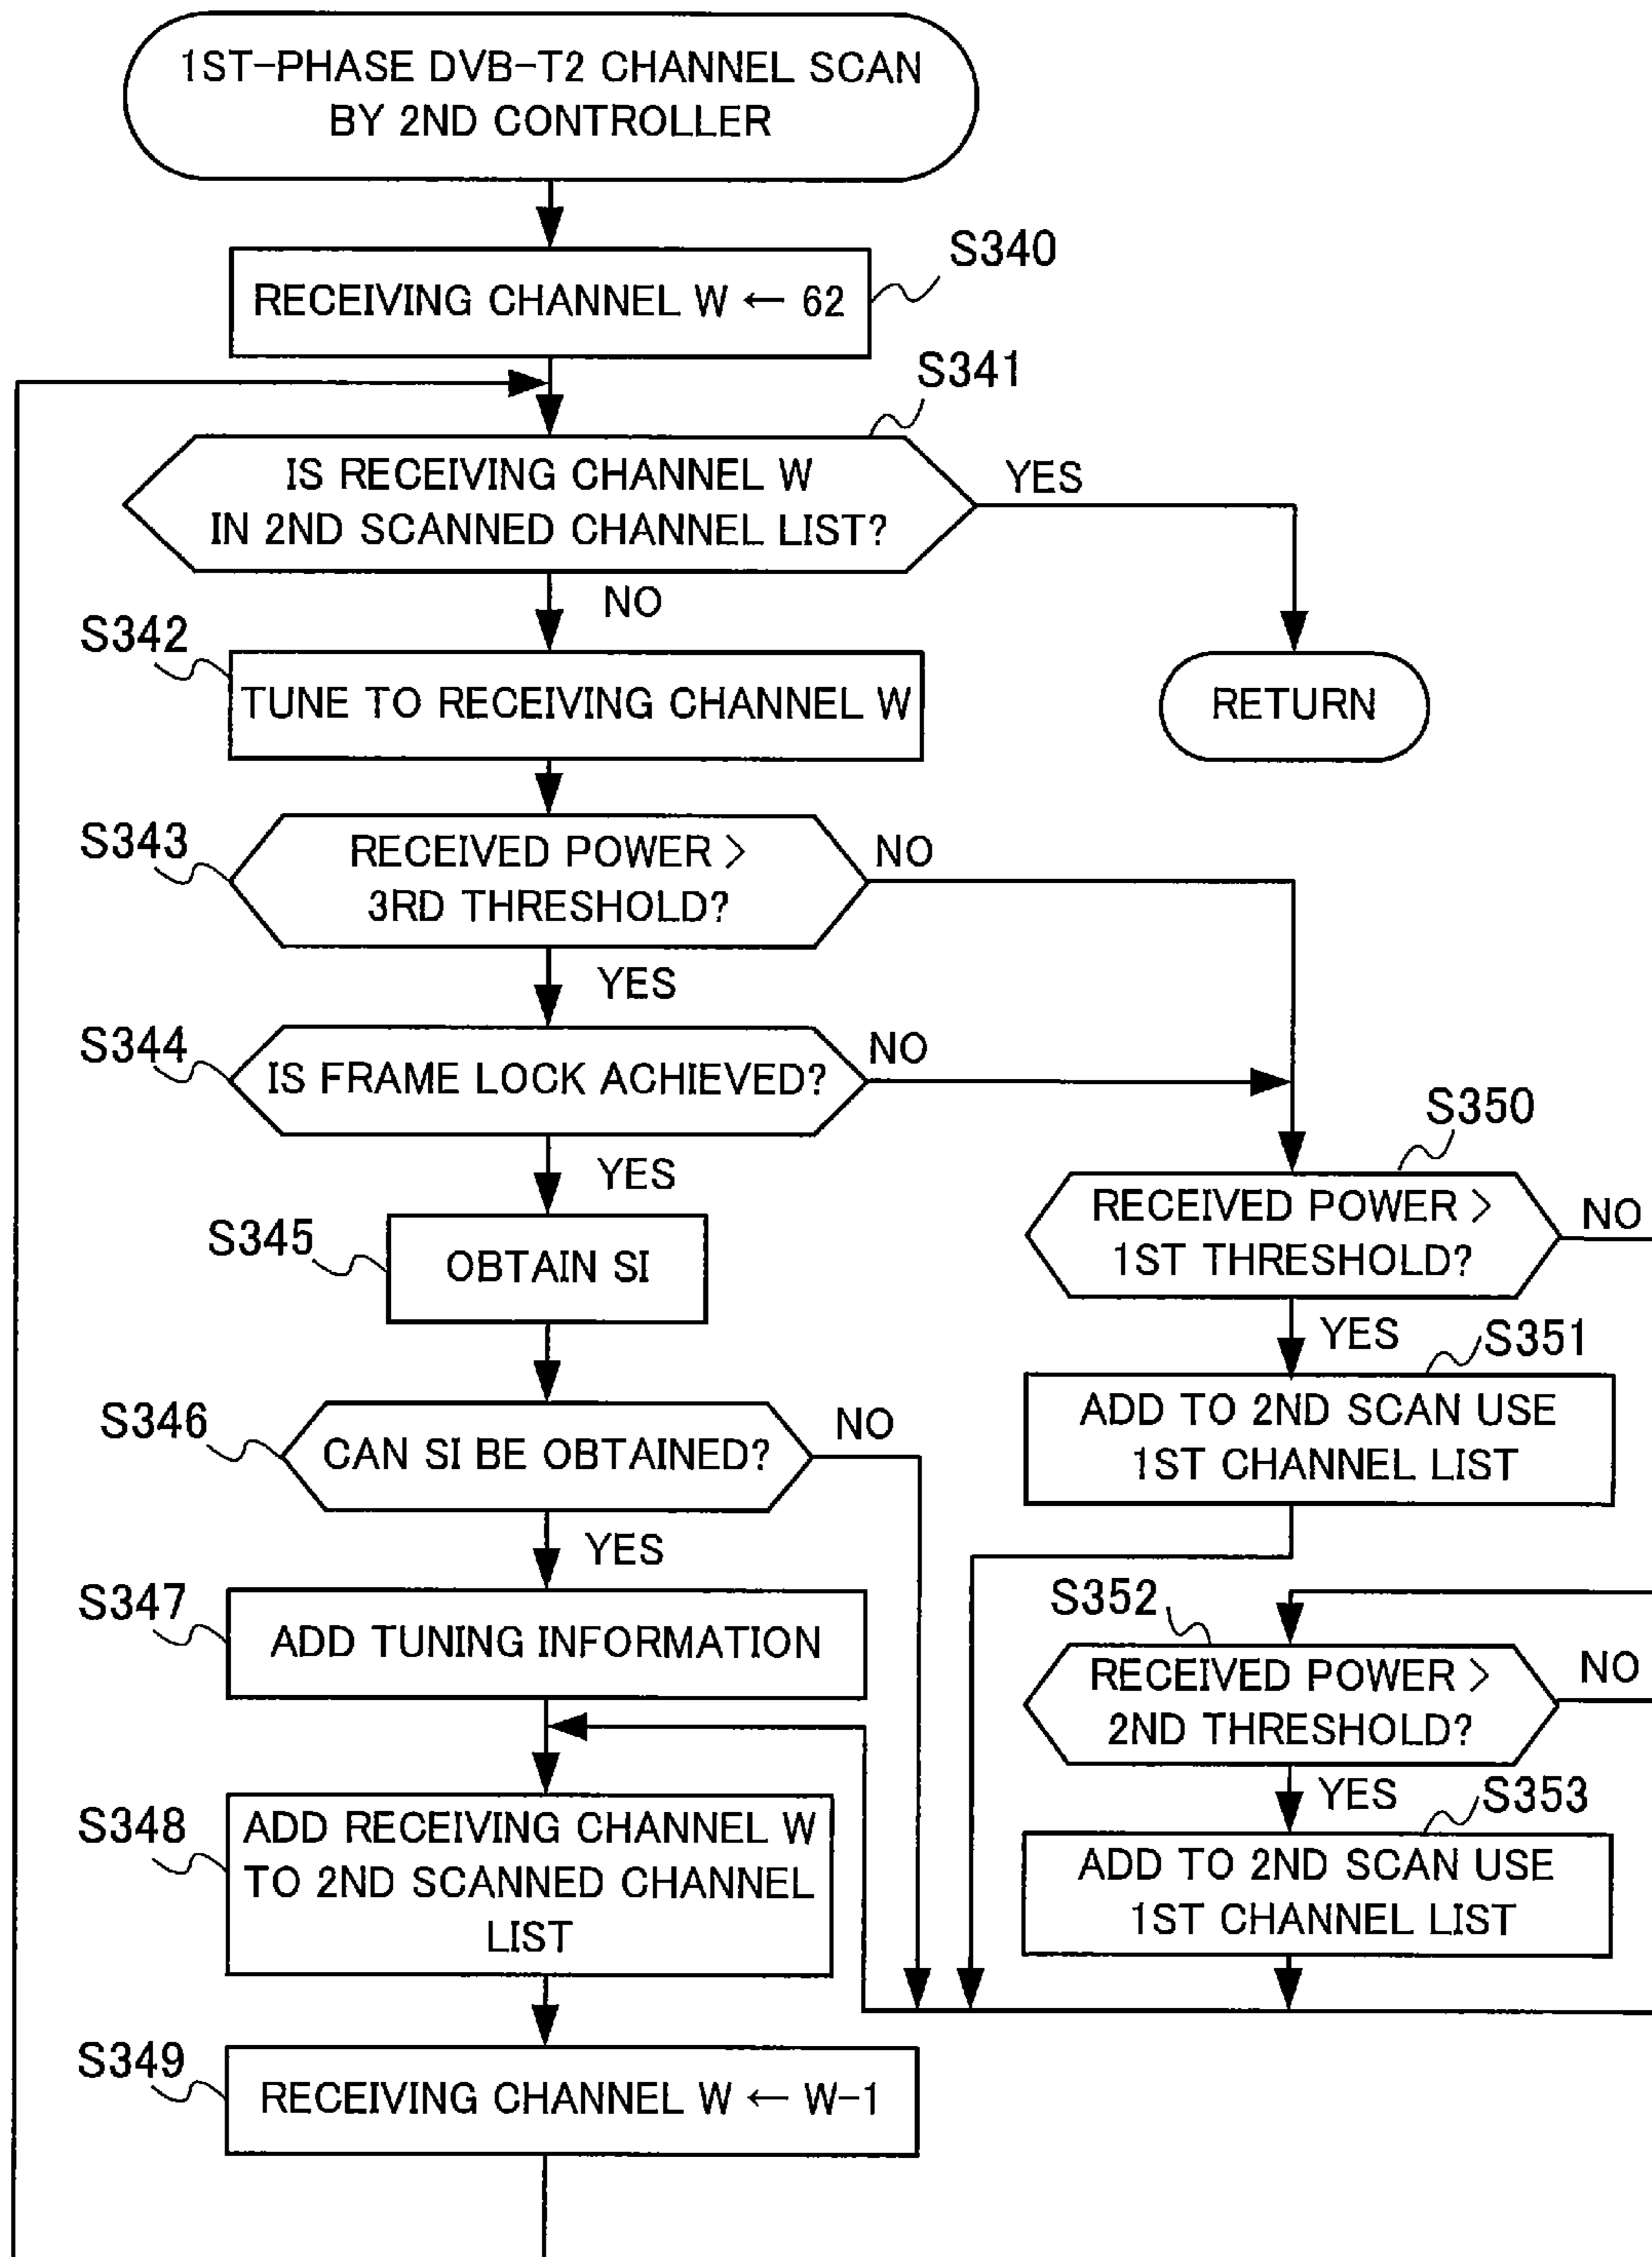 1ST-PHASE DVB-T2 CHANNEL SCAN
BY 2ND CONTROLLER
S340
RECEIVING CHANNEL W ← 62
S341
IS RECEIVING CHANNEL W
IN 2ND SCANNED CHANNEL LIST?
YES
NO
S342
TUNE TO RECEIVING CHANNEL W
RETURN
S343
RECEIVED POWER >
3RD THRESHOLD?
NO
YES
S344
IS FRAME LOCK ACHIEVED?
NO
YES
S345
OBTAIN SI
S346
CAN SI BE OBTAINED?
NO
YES
S347
ADD TUNING INFORMATION
S348
ADD RECEIVING CHANNEL W
TO 2ND SCANNED CHANNEL
LIST
S349
RECEIVING CHANNEL W ← W-1
S350
RECEIVED POWER >
1ST THRESHOLD?
NO
YES
S351
ADD TO 2ND SCAN USE
1ST CHANNEL LIST
S352
RECEIVED POWER >
2ND THRESHOLD?
NO
YES
S353
ADD TO 2ND SCAN USE
1ST CHANNEL LIST